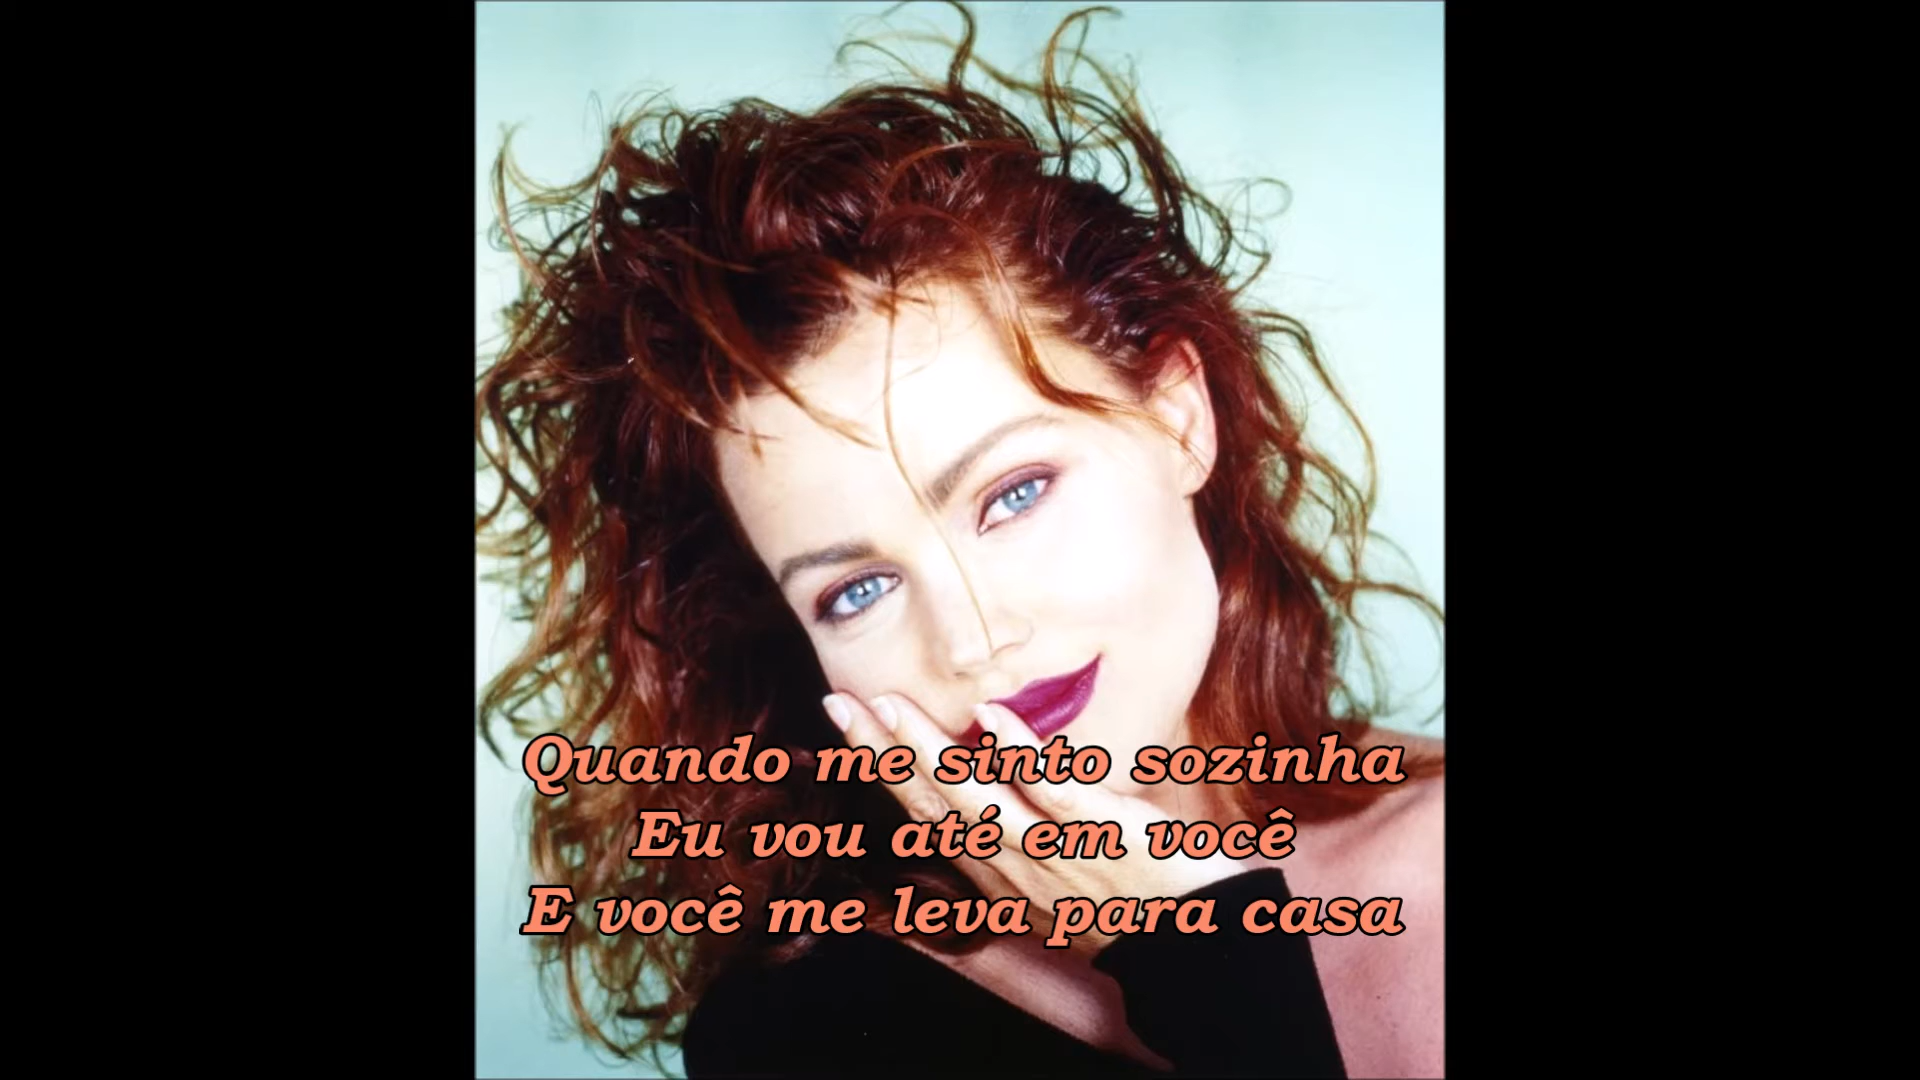 Quando me sinto sozinha
Eu vou até em você
E você me leva para casa